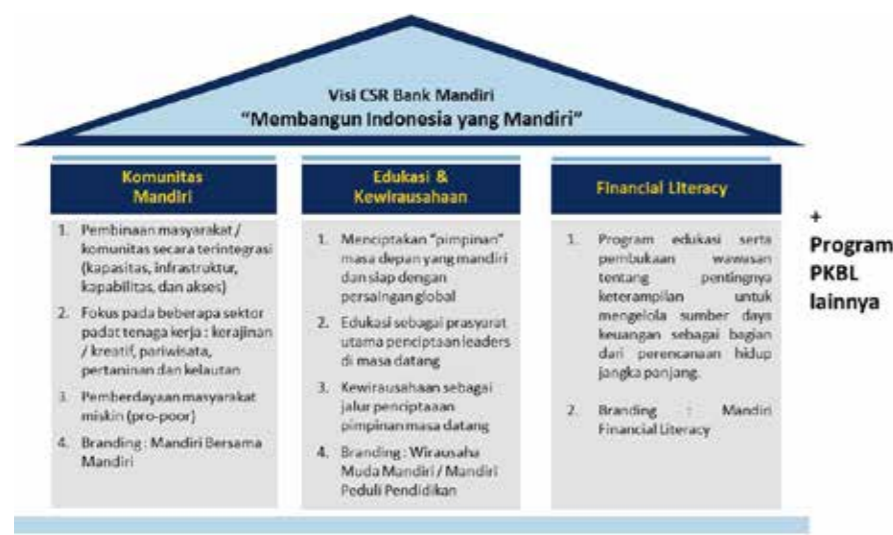 Visi CSR Bank Mandiri
"Membangun Indonesia yang Mandiri"
Komunitas
Mandiri
1. Pembinaan masyarakat /
komunitas secara terintegrasi
(kapasitas, infrastruktur,
kapabilitas, dan akses)
2. Fokus pada beberapa sektor
padat tenaga kerja : kerajinan
/ kreatif, pariwisata,
pertaninan dan kelautan
3. Pemberdayaan masyarakat
miskin (pro-poor)
4. Branding : Mandiri Bersama
Mandiri
Edukasi &
Kewirausahaan
1. Menciptakan "pimpinan"
masa depan yang mandiri
dan siap dengan
persaingan global
2. Edukasi sebagai prasyarat
utama penciptaan leaders
di masa datang
3. Kewirausahaan sebagai
jalur penciptaaan
pimpinan masa datang
4. Branding : Wirausaha
Muda Mandiri / Mandiri
Peduli Pendidikan
Financial Literacy
1. Program edukasi serta
pembukaan wawasan
tentang pentingnya
keterampilan untuk
mengelola sumber daya
keuangan sebagai bagian
dari perencanaan hidup
jangka panjang.
2. Branding : Mandiri
Financial Literacy
+
Program
PKBL
lainnya